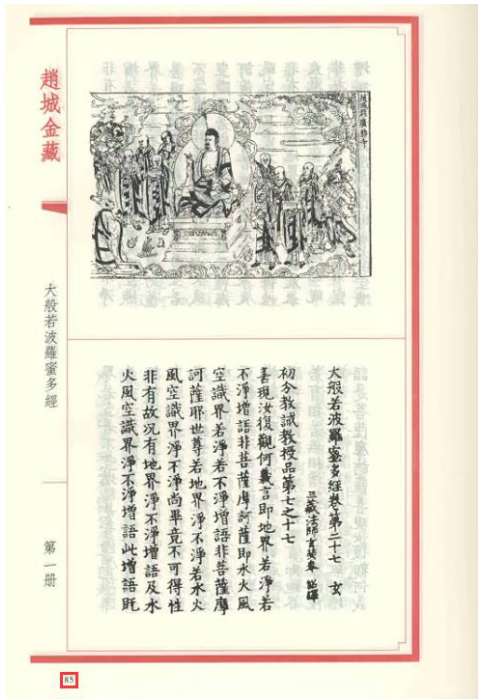 趙城金藏
大般若波羅蜜多經
第一册
大般若波羅蜜多經卷第二十七 玄
三藏法師玄奘奉 詔譯
初分教誡教授品第七之十七
善現汝復觀何義言即地界若淨若
不淨增語非菩薩摩訶薩即水火風
空識界若淨若不淨增語非菩薩摩
訶薩耶世尊若地界淨不淨若水火
風空識界淨不淨尚畢竟不可得性
非有故況有地界淨不淨增語及水
火風空識界淨不淨增語此增語既
85